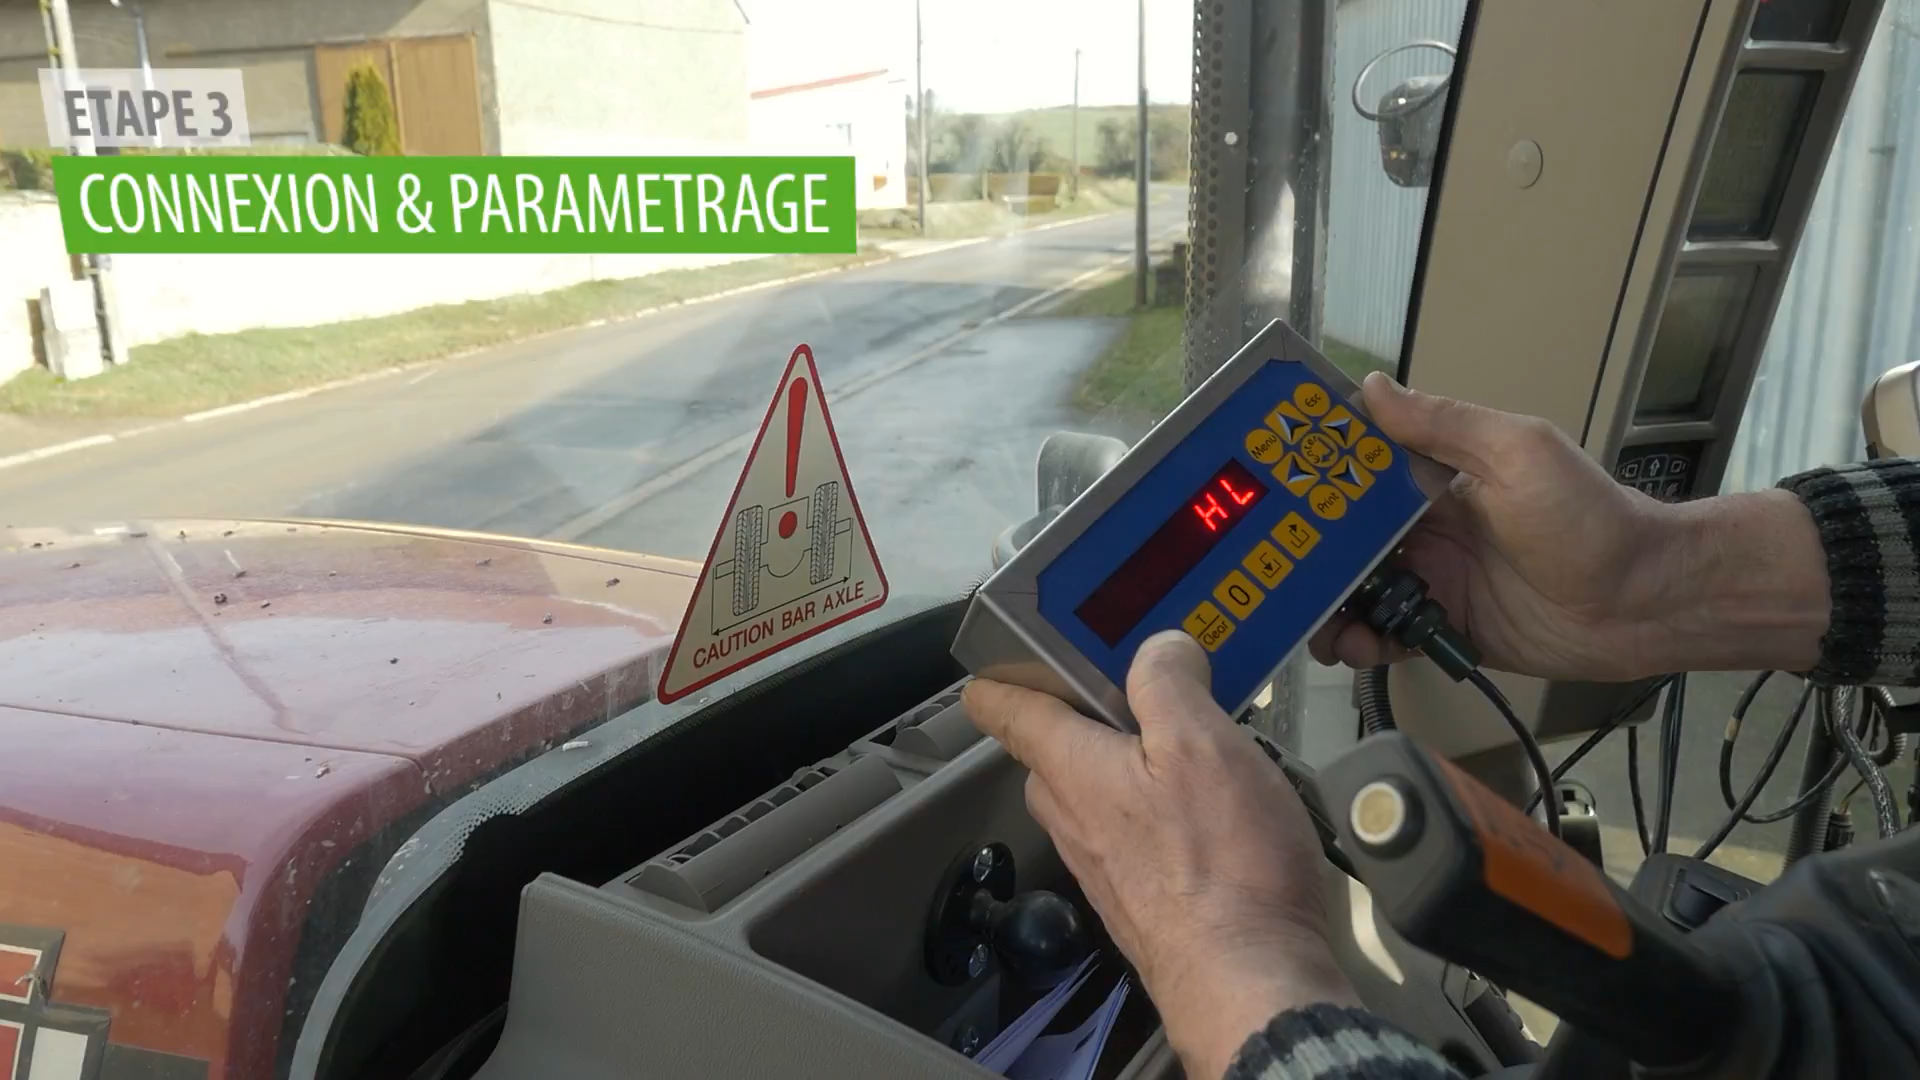 ETAPE 3
CONNEXION & PARAMETRAGE
CAUTION BAR AXLE
HL
Esc
Menu
Bloc
Print
0
T
Clear